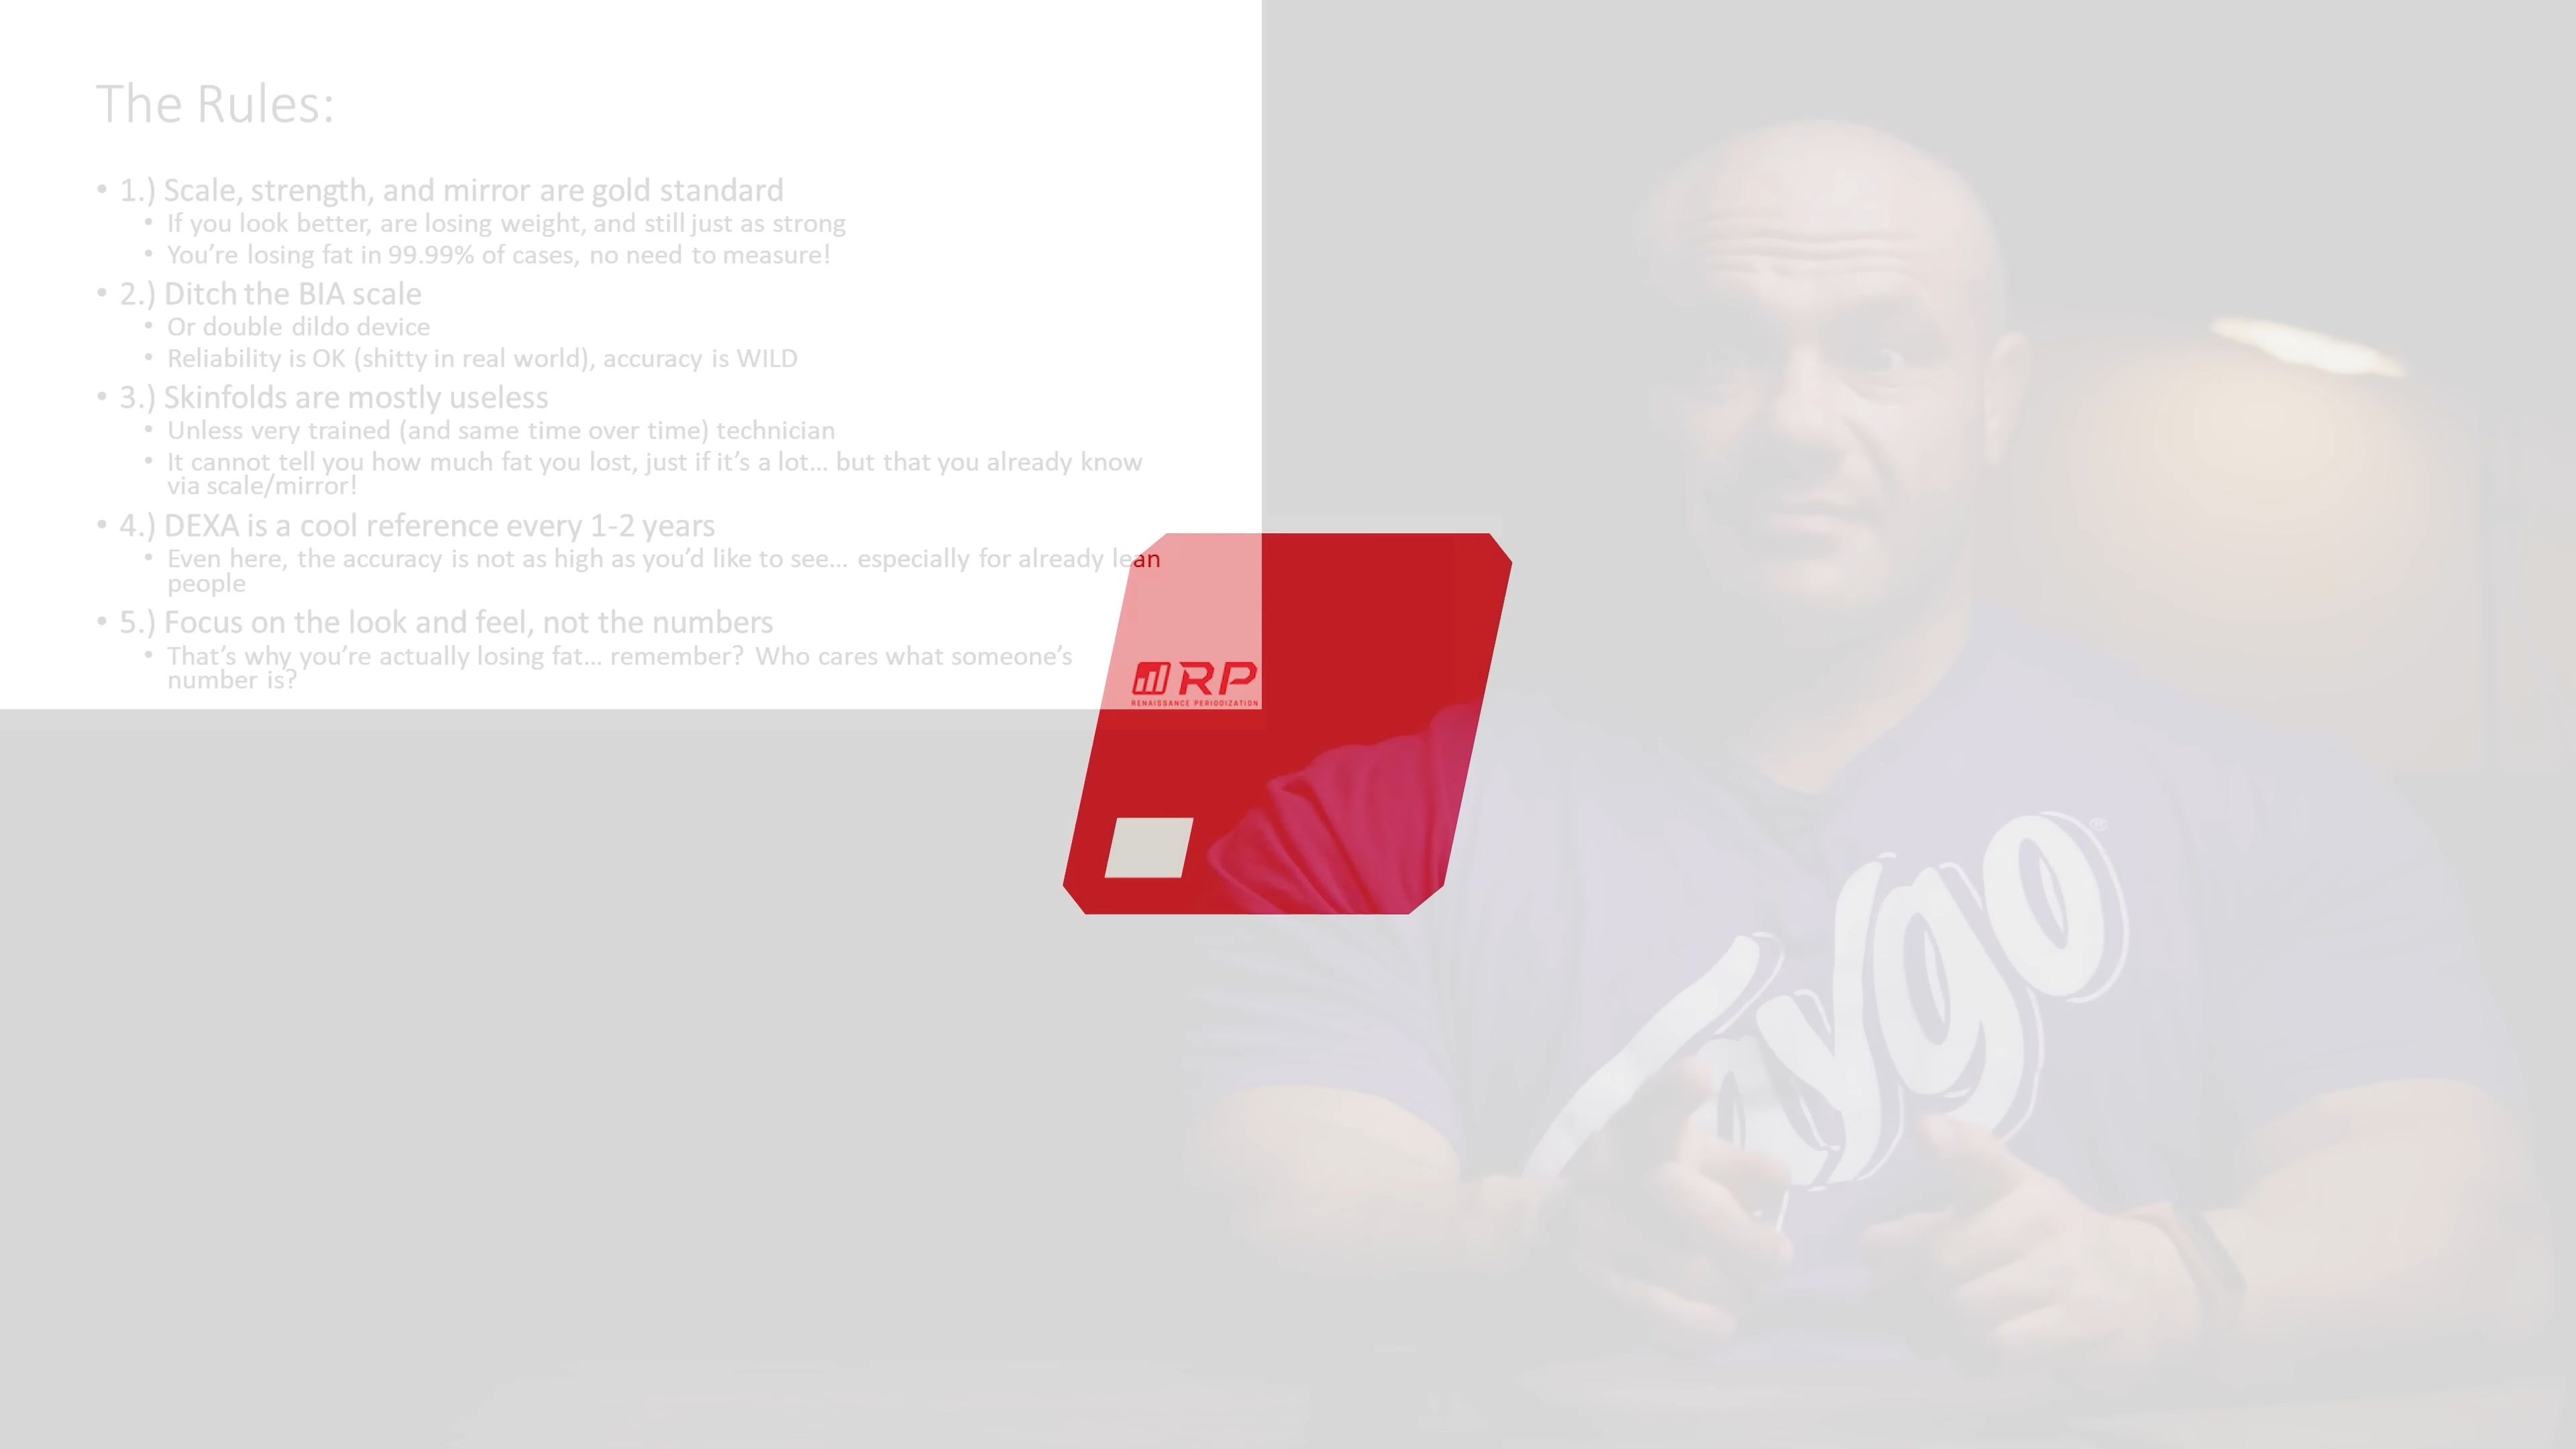 The Rules:
• 1.) Scale, strength, and mirror are gold standard
• If you look better, are losing weight, and still just as strong
• You’re losing fat in 99.99% of cases, no need to measure!
• 2.) Ditch the BIA scale
• Or double dildo device
• Reliability is OK (shitty in real world), accuracy is WILD
• 3.) Skinfolds are mostly useless
• Unless very trained (and same time over time) technician
• It cannot tell you how much fat you lost, just if it’s a lot… but that you already know
via scale/mirror!
• 4.) DEXA is a cool reference every 1-2 years
• Even here, the accuracy is not as high as you’d like to see… especially for already lean
people
• 5.) Focus on the look and feel, not the numbers
• That’s why you’re actually losing fat… remember? Who cares what someone’s
number is?
RP
RENAISSANCE PERIODIZATION
ygo
®